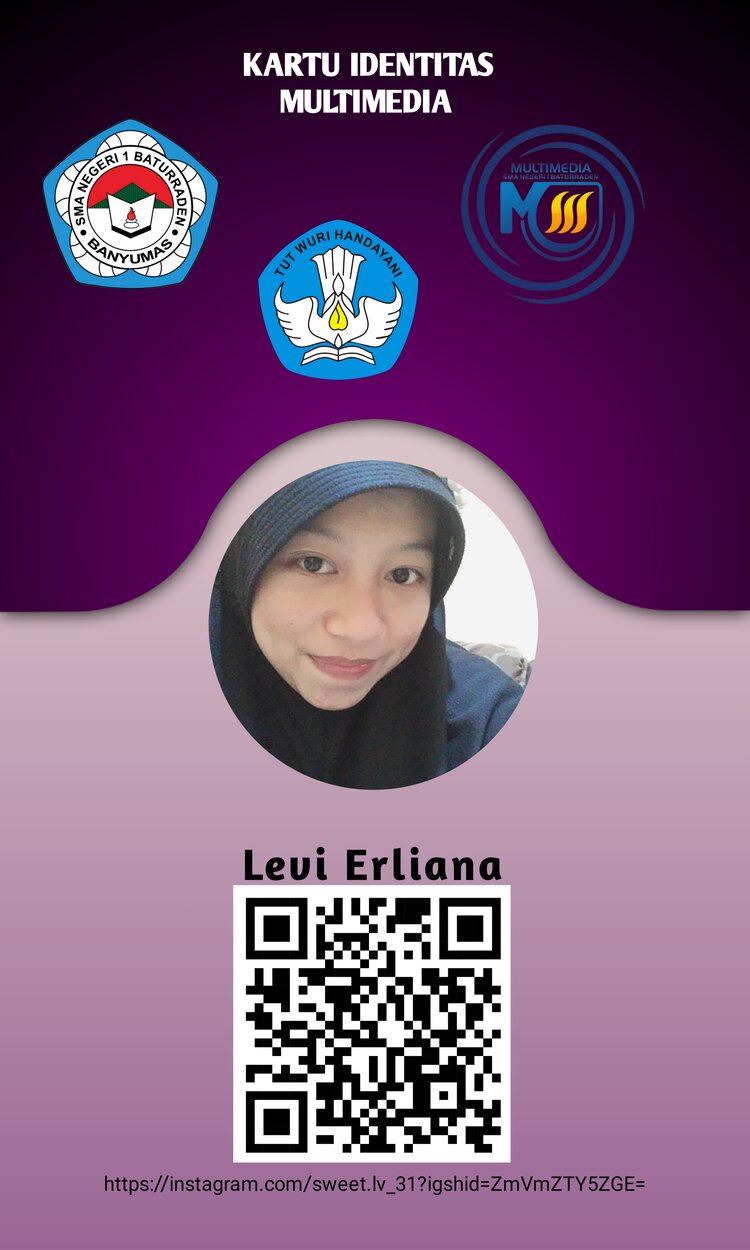 KARTU IDENTITAS
MULTIMEDIA
SMA NEGERI 1 BATURRADEN
• BANYUMAS •
MULTIMEDIA
SMA NEGERI 1 BATURRADEN
TUT WURI HANDAYANI
Levi Erliana
https://instagram.com/sweet.lv_31?igshid=ZmVmZTY5ZGE=